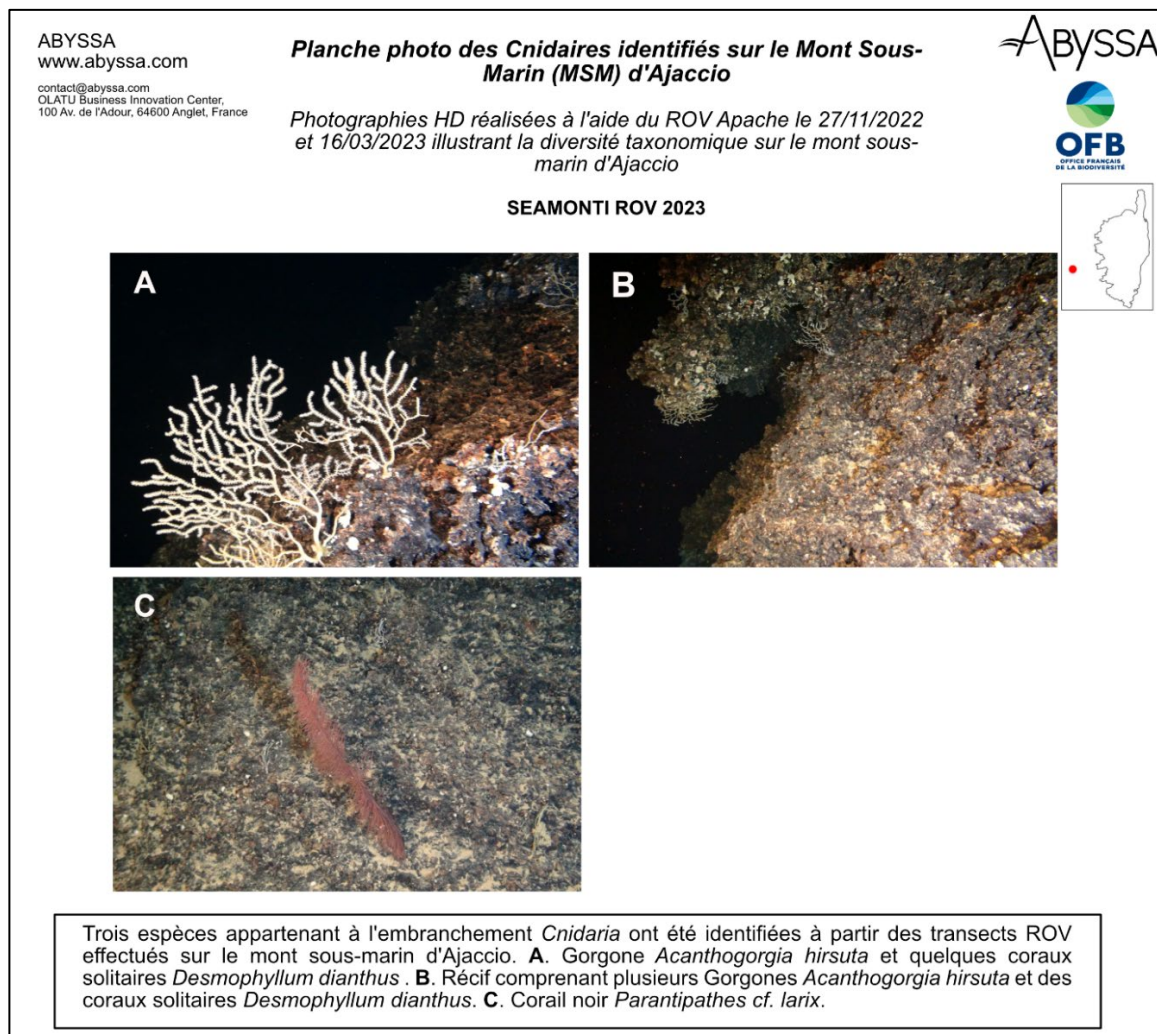 ABYSSA
www.abyssa.com
contact@abyssa.com
OLATU Business Innovation Center,
100 Av. de l'Adour, 64600 Anglet, France
Planche photo des Cnidaires identifiés sur le Mont Sous-
Marin (MSM) d'Ajaccio
Photographies HD réalisées à l'aide du ROV Apache le 27/11/2022
et 16/03/2023 illustrant la diversité taxonomique sur le mont sous-
marin d'Ajaccio
SEAMONTI ROV 2023
ABYSSA
OFB
OFFICE FRANÇAIS
DE LA BIODIVERSITÉ
A
B
C
Trois espèces appartenant à l'embranchement Cnidaria ont été identifiées à partir des transects ROV
effectués sur le mont sous-marin d'Ajaccio. A. Gorgone Acanthogorgia hirsuta et quelques coraux
solitaires Desmophyllum dianthus . B. Récif comprenant plusieurs Gorgones Acanthogorgia hirsuta et des
coraux solitaires Desmophyllum dianthus. C. Corail noir Parantipathes cf. larix.